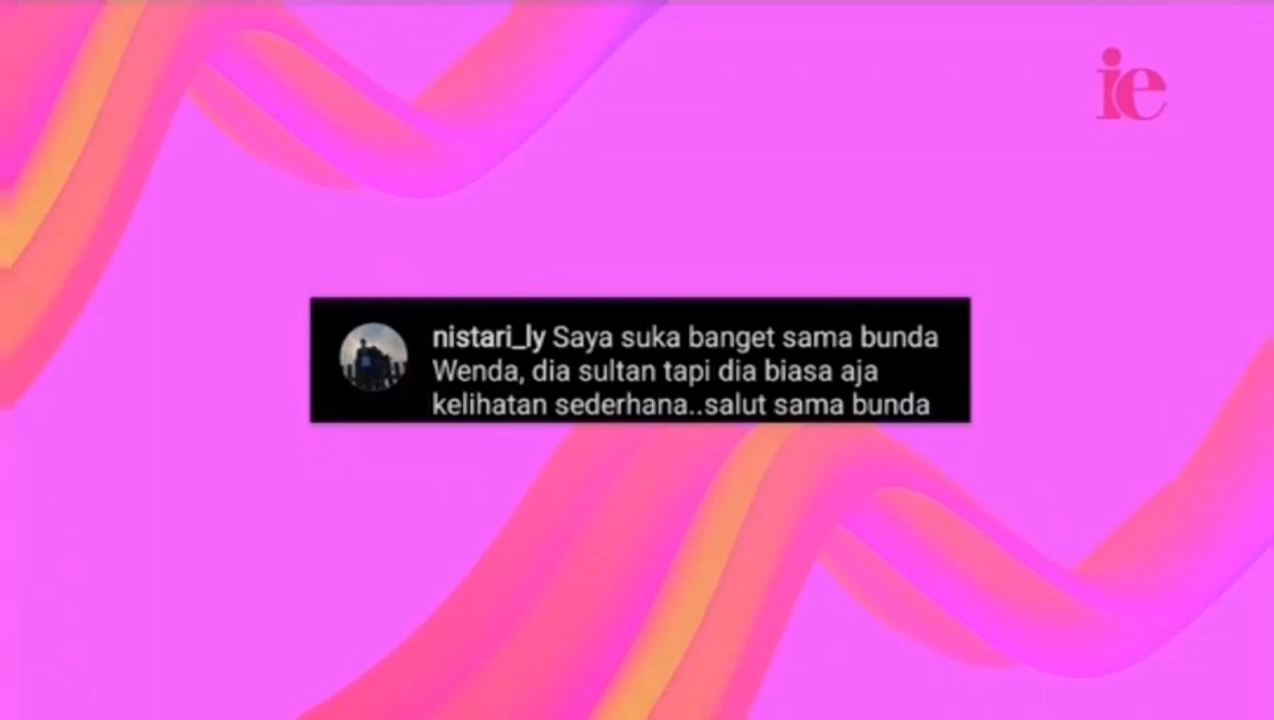 ie
nistari_ly Saya suka banget sama bunda
Wenda, dia sultan tapi dia biasa aja
kelihatan sederhana..salut sama bunda